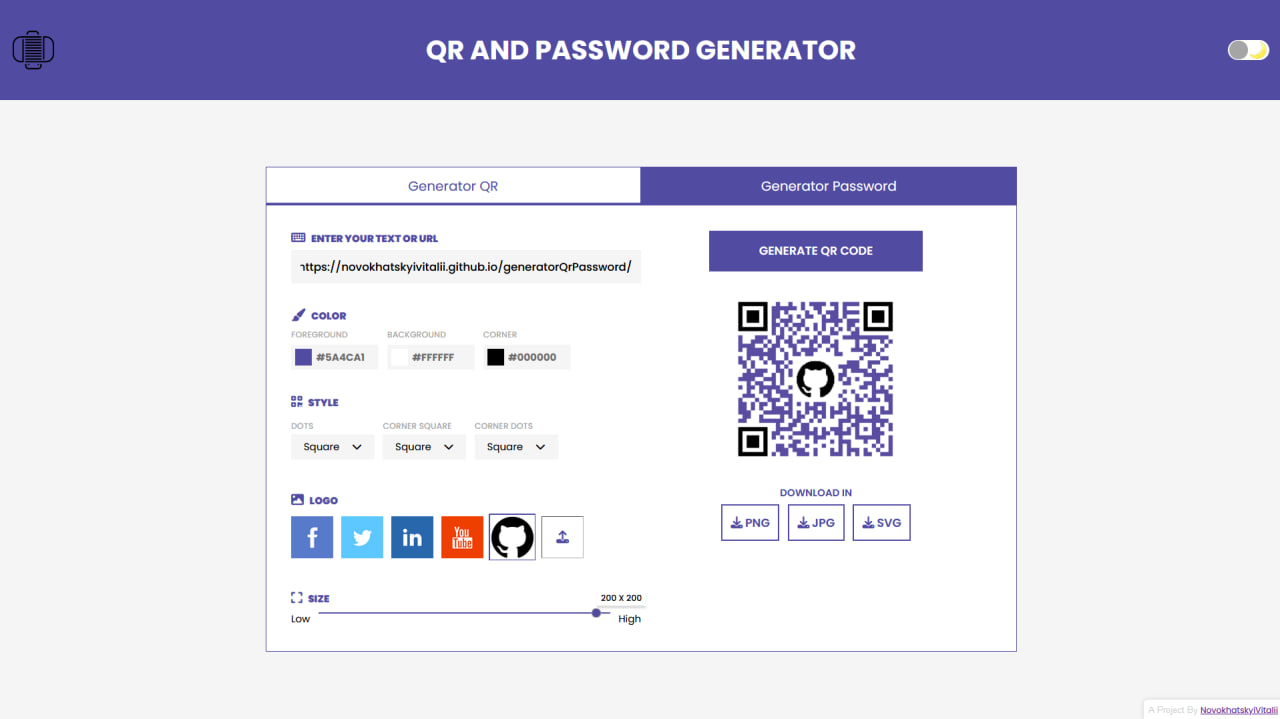 QR AND PASSWORD GENERATOR
Generator QR
Generator Password
ENTER YOUR TEXT OR URL
https://novokhatskyivitalii.github.io/generatorQrPassword/
GENERATE QR CODE
COLOR
FOREGROUND BACKGROUND CORNER
#5A4CA1 #FFFFFF #000000
STYLE
DOTS CORNER SQUARE CORNER DOTS
Square Square Square
DOWNLOAD IN
PNG JPG SVG
LOGO
f in You Tube
SIZE
200 X 200
Low High
A Project By NovokhatskyiVitalii